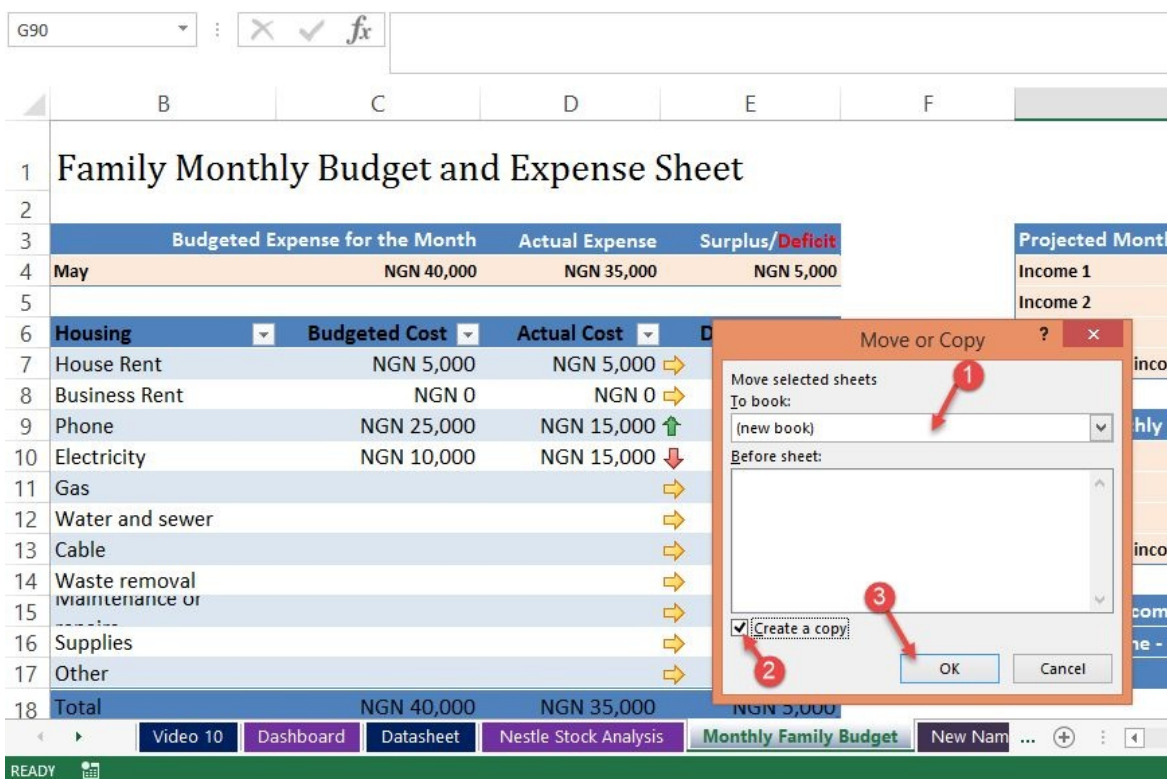 G90
fx
B C D E F
1 Family Monthly Budget and Expense Sheet
2
3 Budgeted Expense for the Month Actual Expense Surplus/Deficit Projected Mont
4 May NGN 40,000 NGN 35,000 NGN 5,000 Income 1
5 Income 2
6 Housing Budgeted Cost Actual Cost D
7 House Rent NGN 5,000 NGN 5,000 inco
8 Business Rent NGN 0 NGN 0
9 Phone NGN 25,000 NGN 15,000 hly
10 Electricity NGN 10,000 NGN 15,000
11 Gas
12 Water and sewer
13 Cable inco
14 Waste removal
15 Maintenance or
16 Supplies
17 Other
18 Total NGN 40,000 NGN 35,000 NGN 5,000
Move or Copy ? ×
1
Move selected sheets
To book:
(new book)
Before sheet:
3
Create a copy
2
OK Cancel
com
ne -
Video 10 Dashboard Datasheet Nestle Stock Analysis Monthly Family Budget New Nam ...
READY